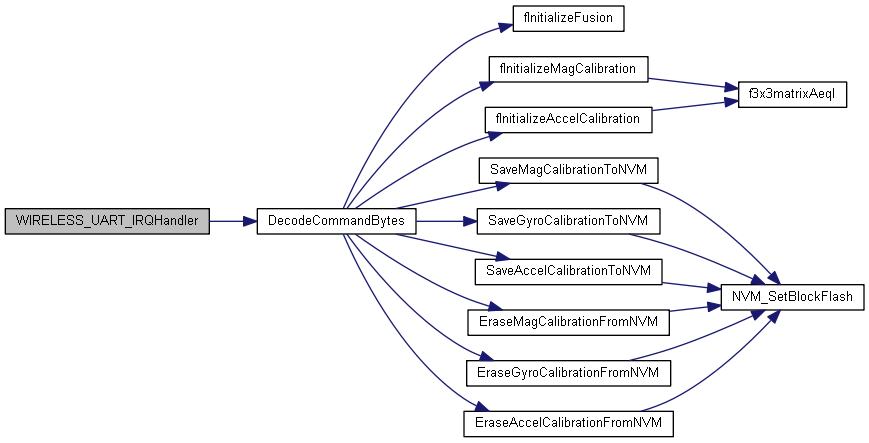 fInitializeFusion
fInitializeMagCalibration
f3x3matrixAeqI
fInitializeAccelCalibration
SaveMagCalibrationToNVM
WIRELESS_UART_IRQHandler
DecodeCommandBytes
SaveGyroCalibrationToNVM
SaveAccelCalibrationToNVM
NVM_SetBlockFlash
EraseMagCalibrationFromNVM
EraseGyroCalibrationFromNVM
EraseAccelCalibrationFromNVM